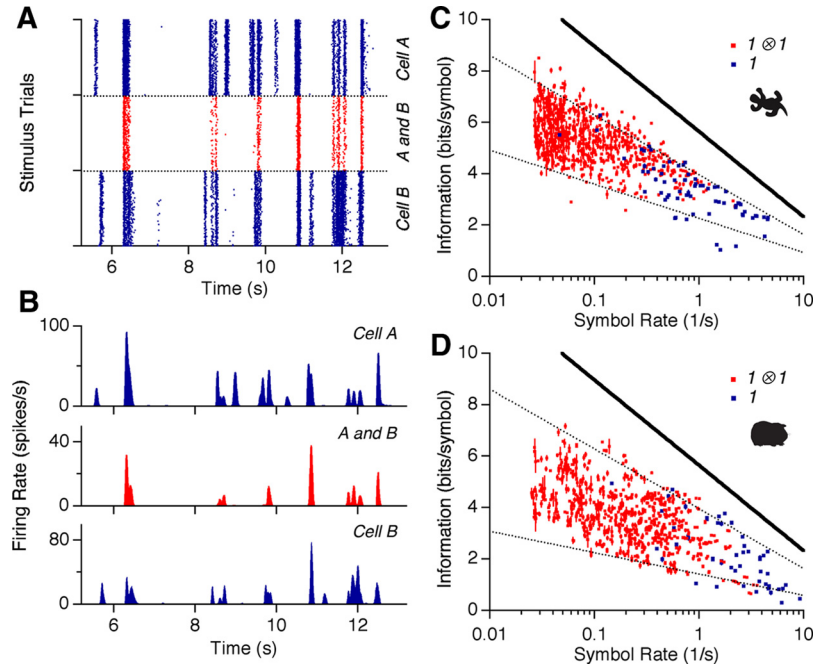 A
Stimulus Trials
Cell A
A and B
Cell B
6
8
10
12
Time (s)
B
Firing Rate (spikes/s)
100
0
Cell A
40
0
A and B
80
0
Cell B
6
8
10
12
Time (s)
C
Information (bits/symbol)
10
8
6
4
2
0
1 ⊗ 1
1
0.01
0.1
1
10
Symbol Rate (1/s)
D
Information (bits/symbol)
10
8
6
4
2
0
1 ⊗ 1
1
0.01
0.1
1
10
Symbol Rate (1/s)